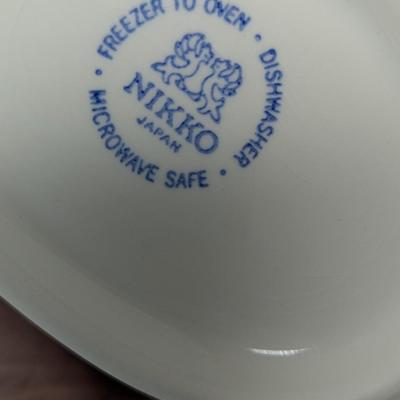 • FREEZER TO OVEN • DISHWASHER • MICROWAVE SAFE
NIKKO
JAPAN